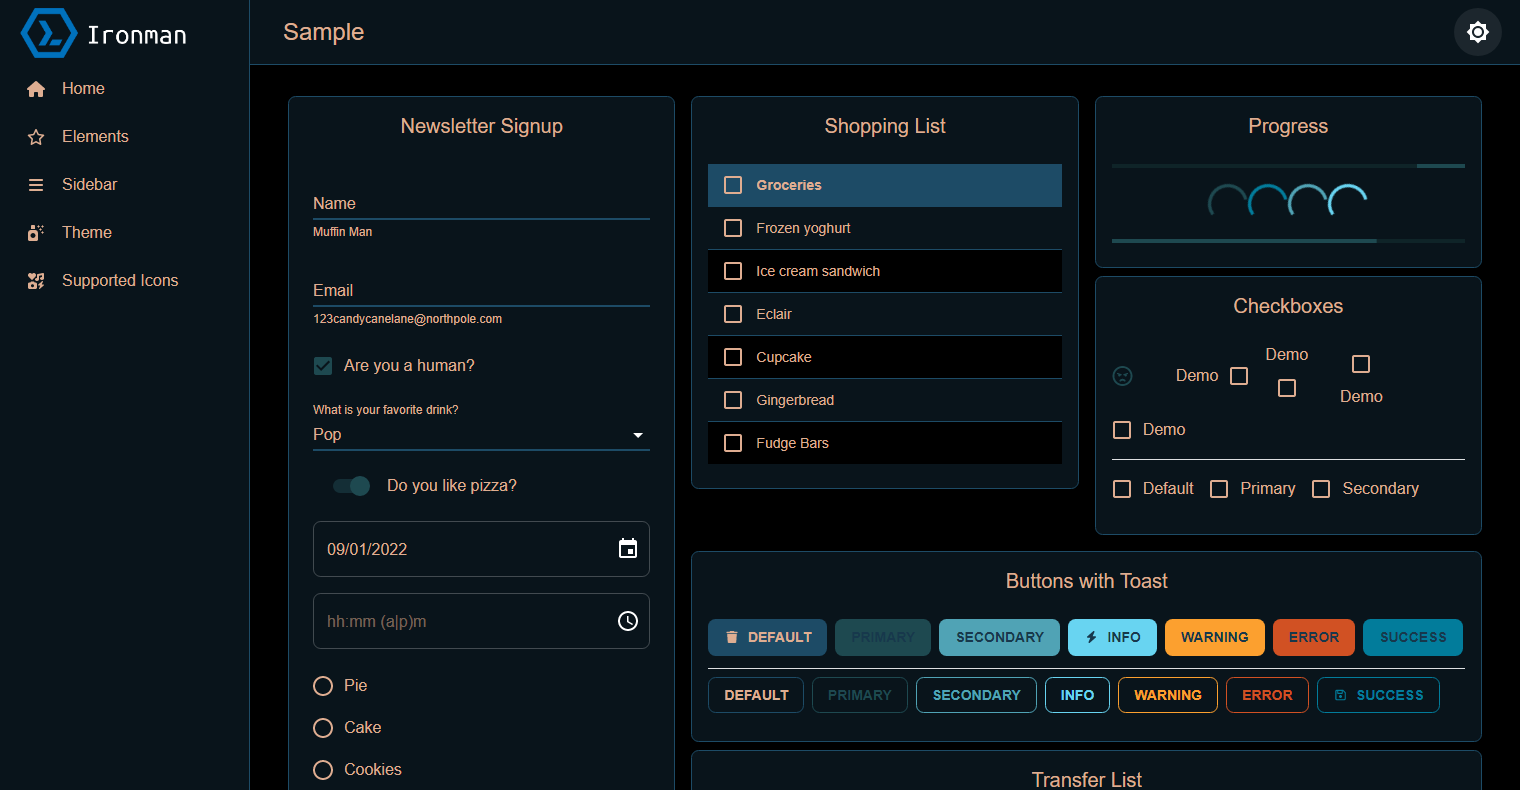 Ironman
Home
Elements
Sidebar
Theme
Supported Icons
Sample
Newsletter Signup
Name
Muffin Man
Email
123candycanelane@northpole.com
Are you a human?
What is your favorite drink?
Pop
Do you like pizza?
09/01/2022
hh:mm (a|p)m
Pie
Cake
Cookies
Shopping List
Groceries
Frozen yoghurt
Ice cream sandwich
Eclair
Cupcake
Gingerbread
Fudge Bars
Progress
Checkboxes
Demo
Demo
Demo
Demo
Default Primary Secondary
Buttons with Toast
DEFAULT PRIMARY SECONDARY INFO WARNING ERROR SUCCESS
DEFAULT PRIMARY SECONDARY INFO WARNING ERROR SUCCESS
Transfer List